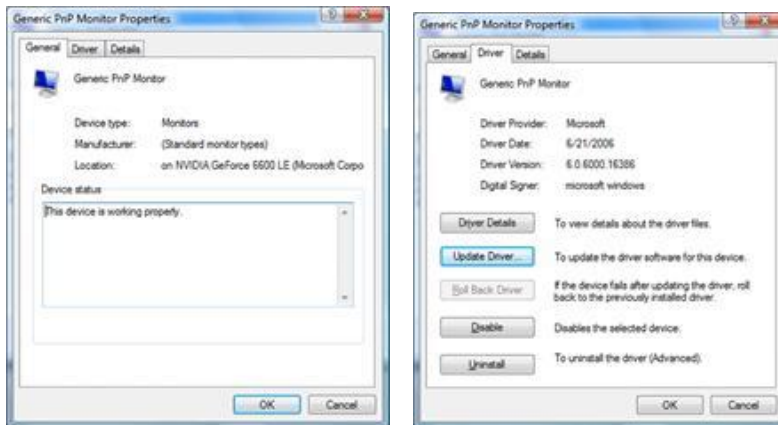 Generic PnP Monitor Properties
General Driver Details
Generic PnP Monitor
Device type: Monitors
Manufacturer: (Standard monitor types)
Location: on NVIDIA GeForce 6600 LE (Microsoft Corpo
Device status
This device is working properly.
OK Cancel
Generic PnP Monitor Properties
General Driver Details
Generic PnP Monitor
Driver Provider: Microsoft
Driver Date: 6/21/2006
Driver Version: 6.0.6000.16386
Digital Signer: microsoft windows
Driver Details To view details about the driver files.
Update Driver... To update the driver software for this device.
Roll Back Driver If the device fails after updating the driver, roll
back to the previously installed driver.
Disable Disables the selected device.
Uninstall To uninstall the driver (Advanced).
OK Cancel